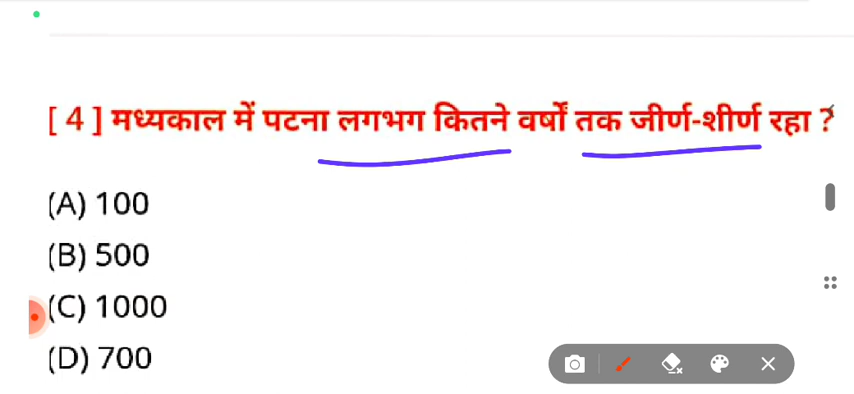 [ 4 ] मध्यकाल में पटना लगभग कितने वर्षों तक जीर्ण-शीर्ण रहा ?
(A) 100
(B) 500
(C) 1000
(D) 700